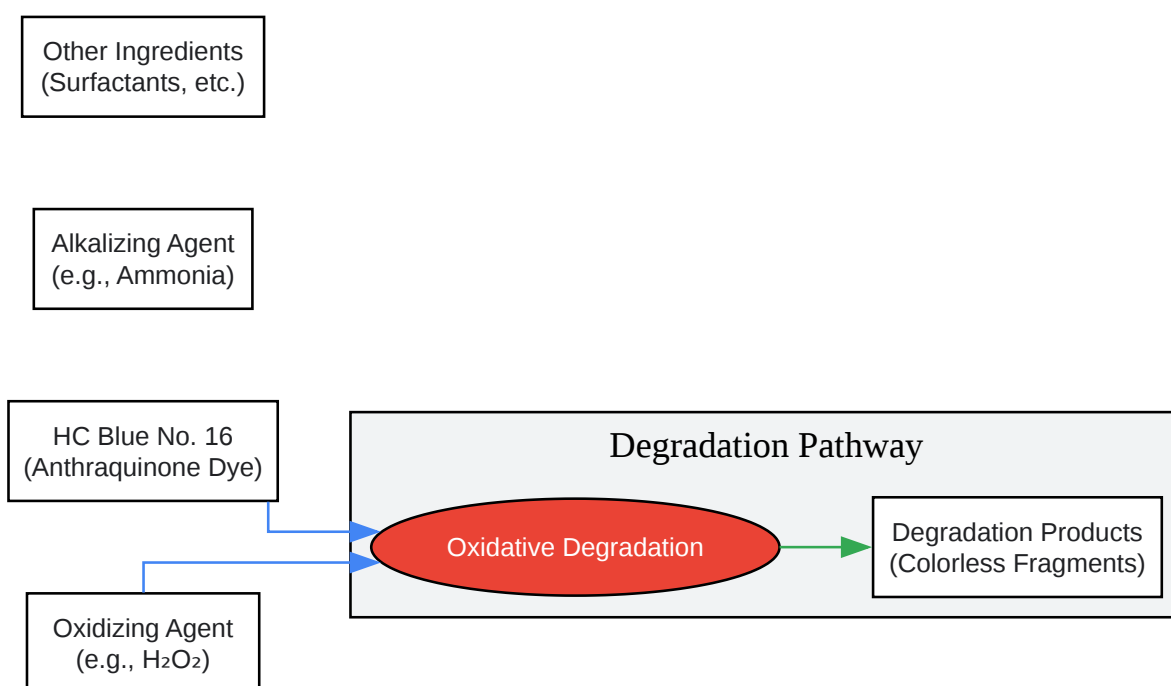 Other Ingredients
(Surfactants, etc.)
Alkalizing Agent
(e.g., Ammonia)
HC Blue No. 16
(Anthraquinone Dye)
Degradation Pathway
Oxidative Degradation
Degradation Products
(Colorless Fragments)
Oxidizing Agent
(e.g., H₂O₂)